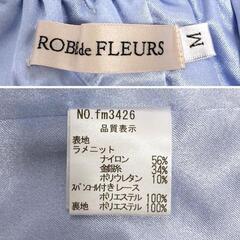 ROBE de FLEURS
M
NO.fm3426
品質表示
表地
ラメニット
ナイロン 56%
金銀糸 34%
ポリウレタン 10%
スパンコール付きレース
ポリエステル 100%
裏地 ポリエステル 100%